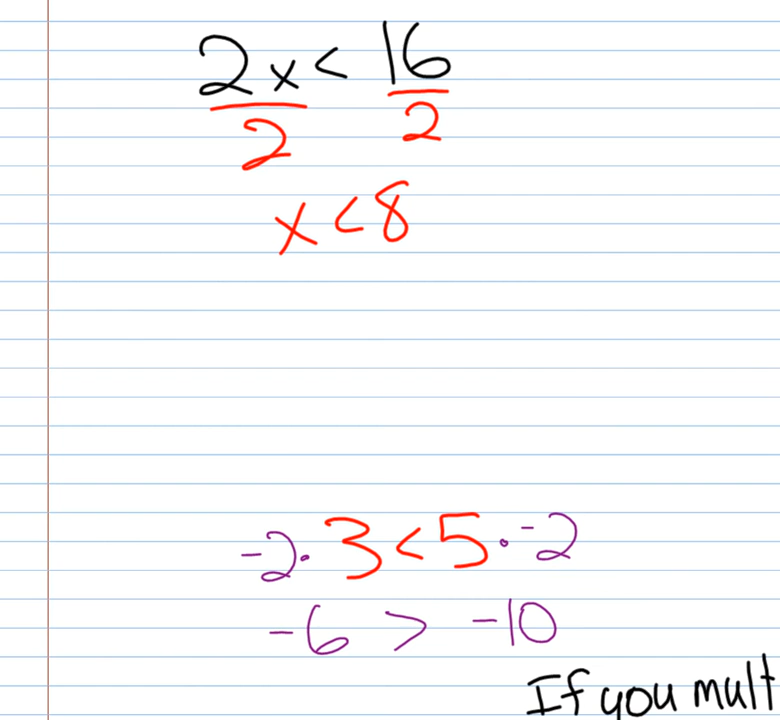 2x < 16
2 2
x < 8
-2 · 3 < 5 · -2
-6 > -10
If you mult